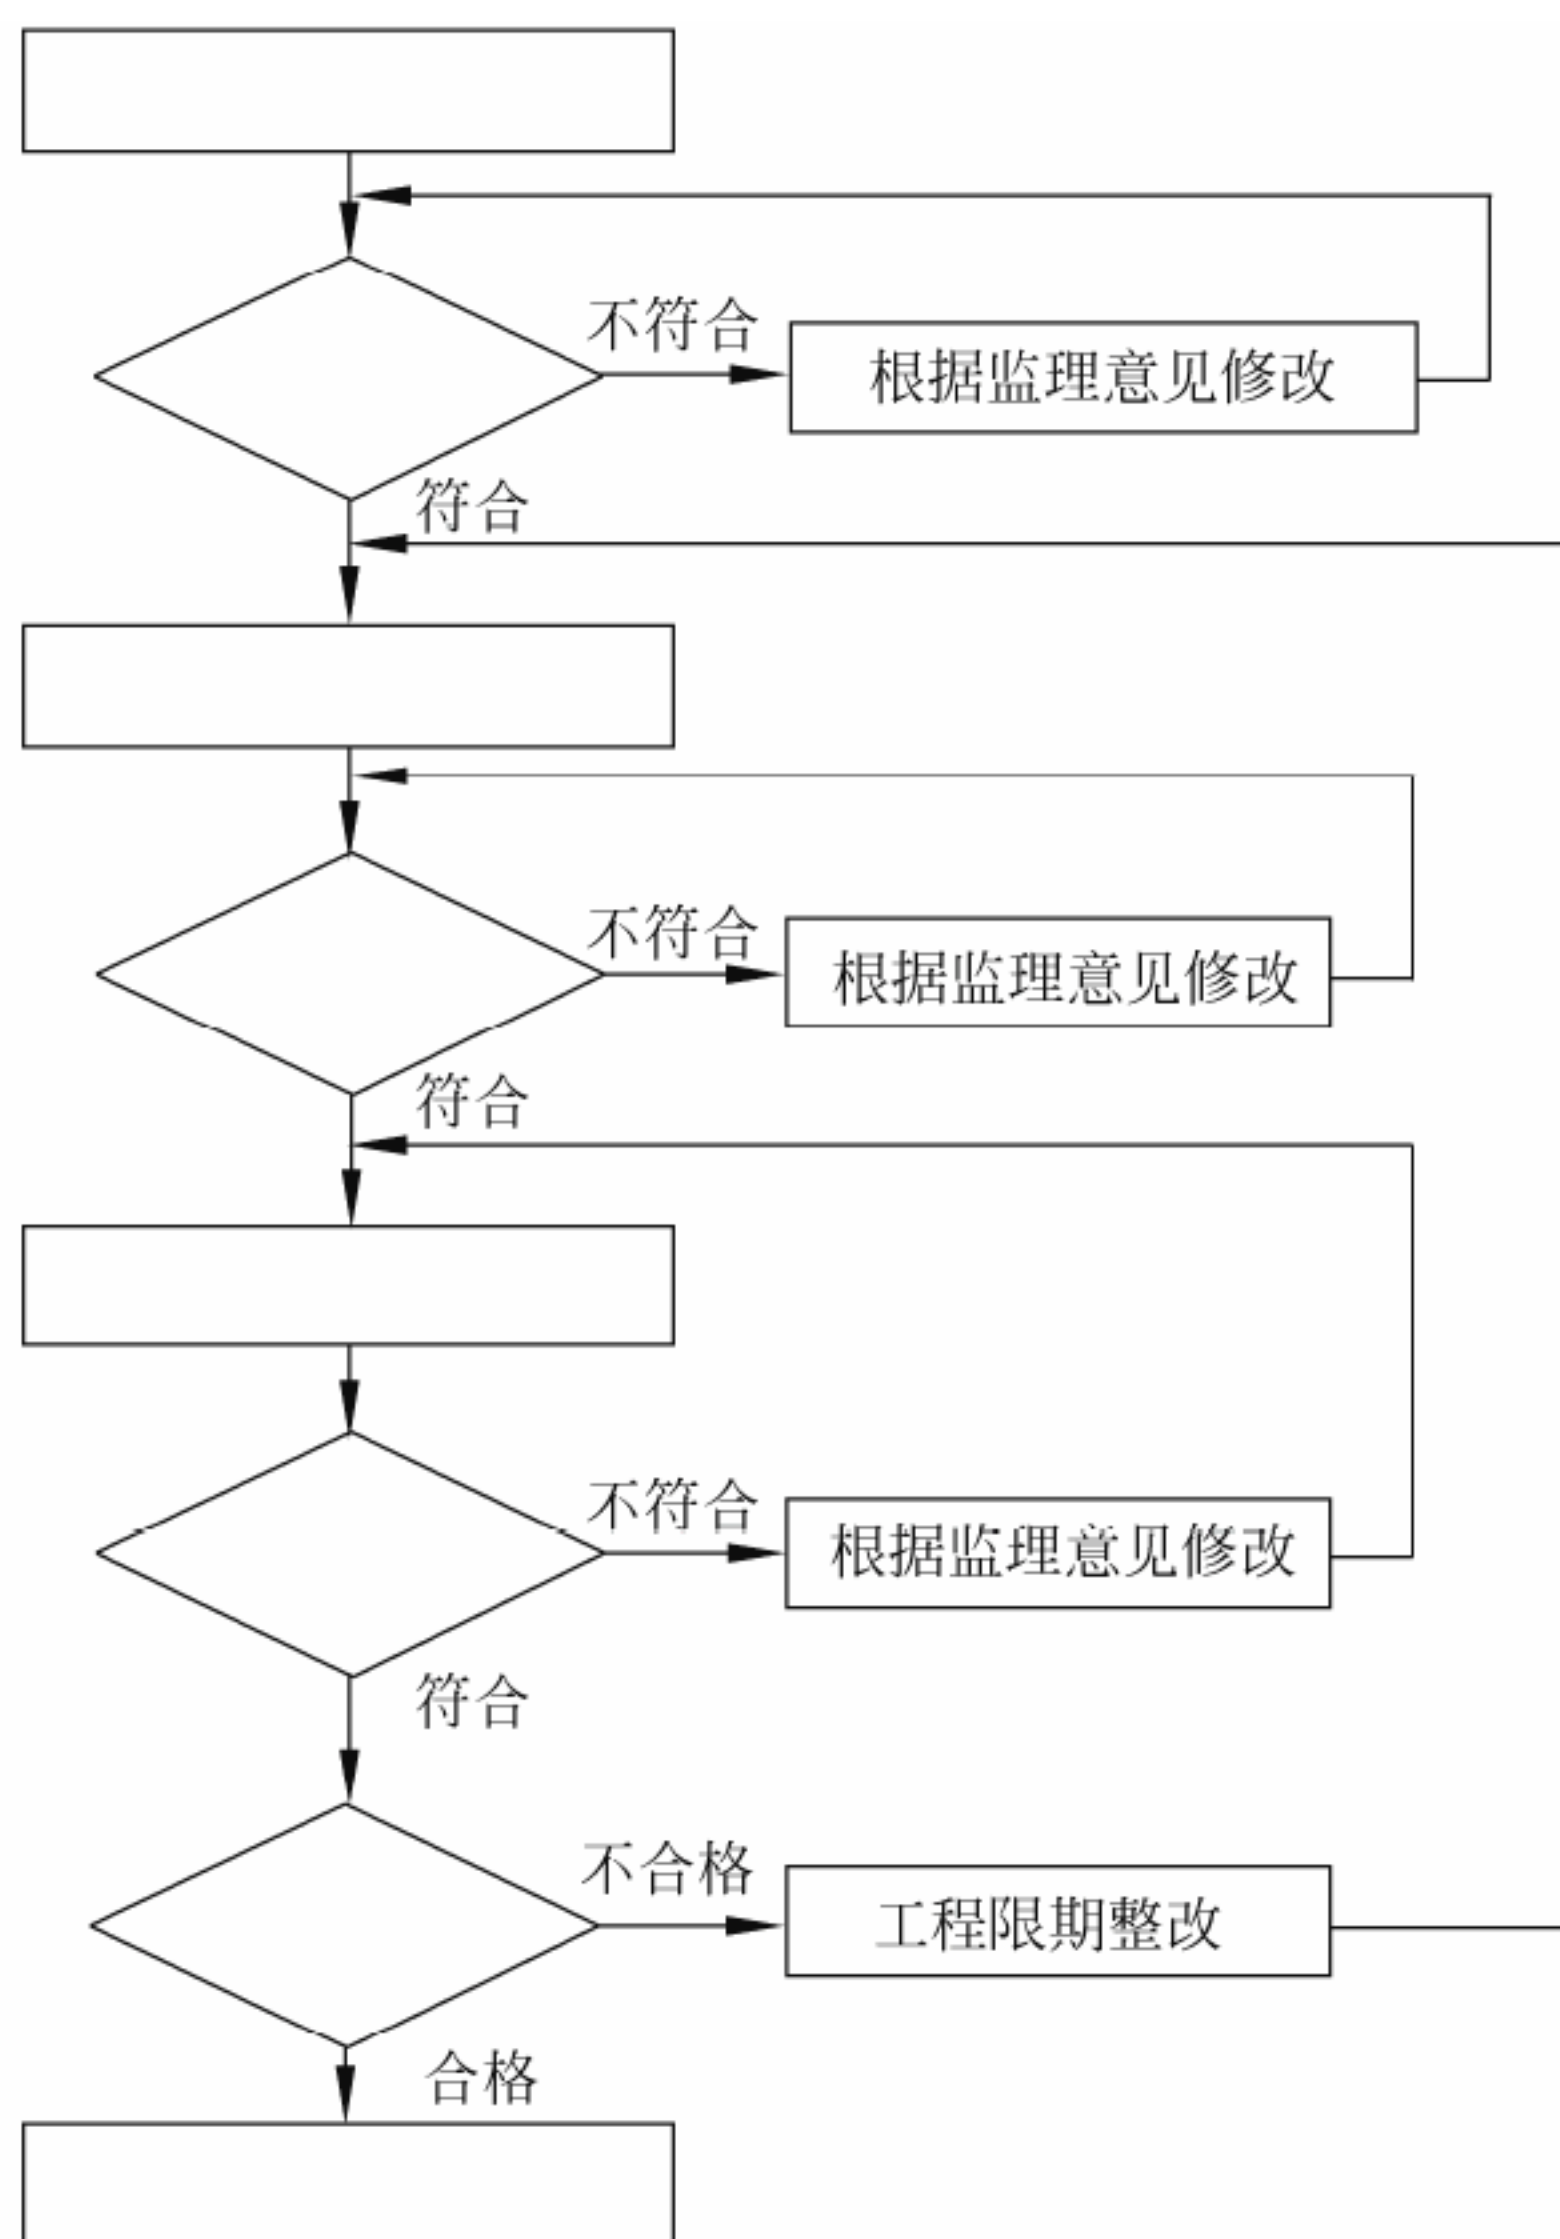 不符合
根据监理意见修改
符合
不符合
根据监理意见修改
符合
不符合
根据监理意见修改
符合
不合格
工程限期整改
合格